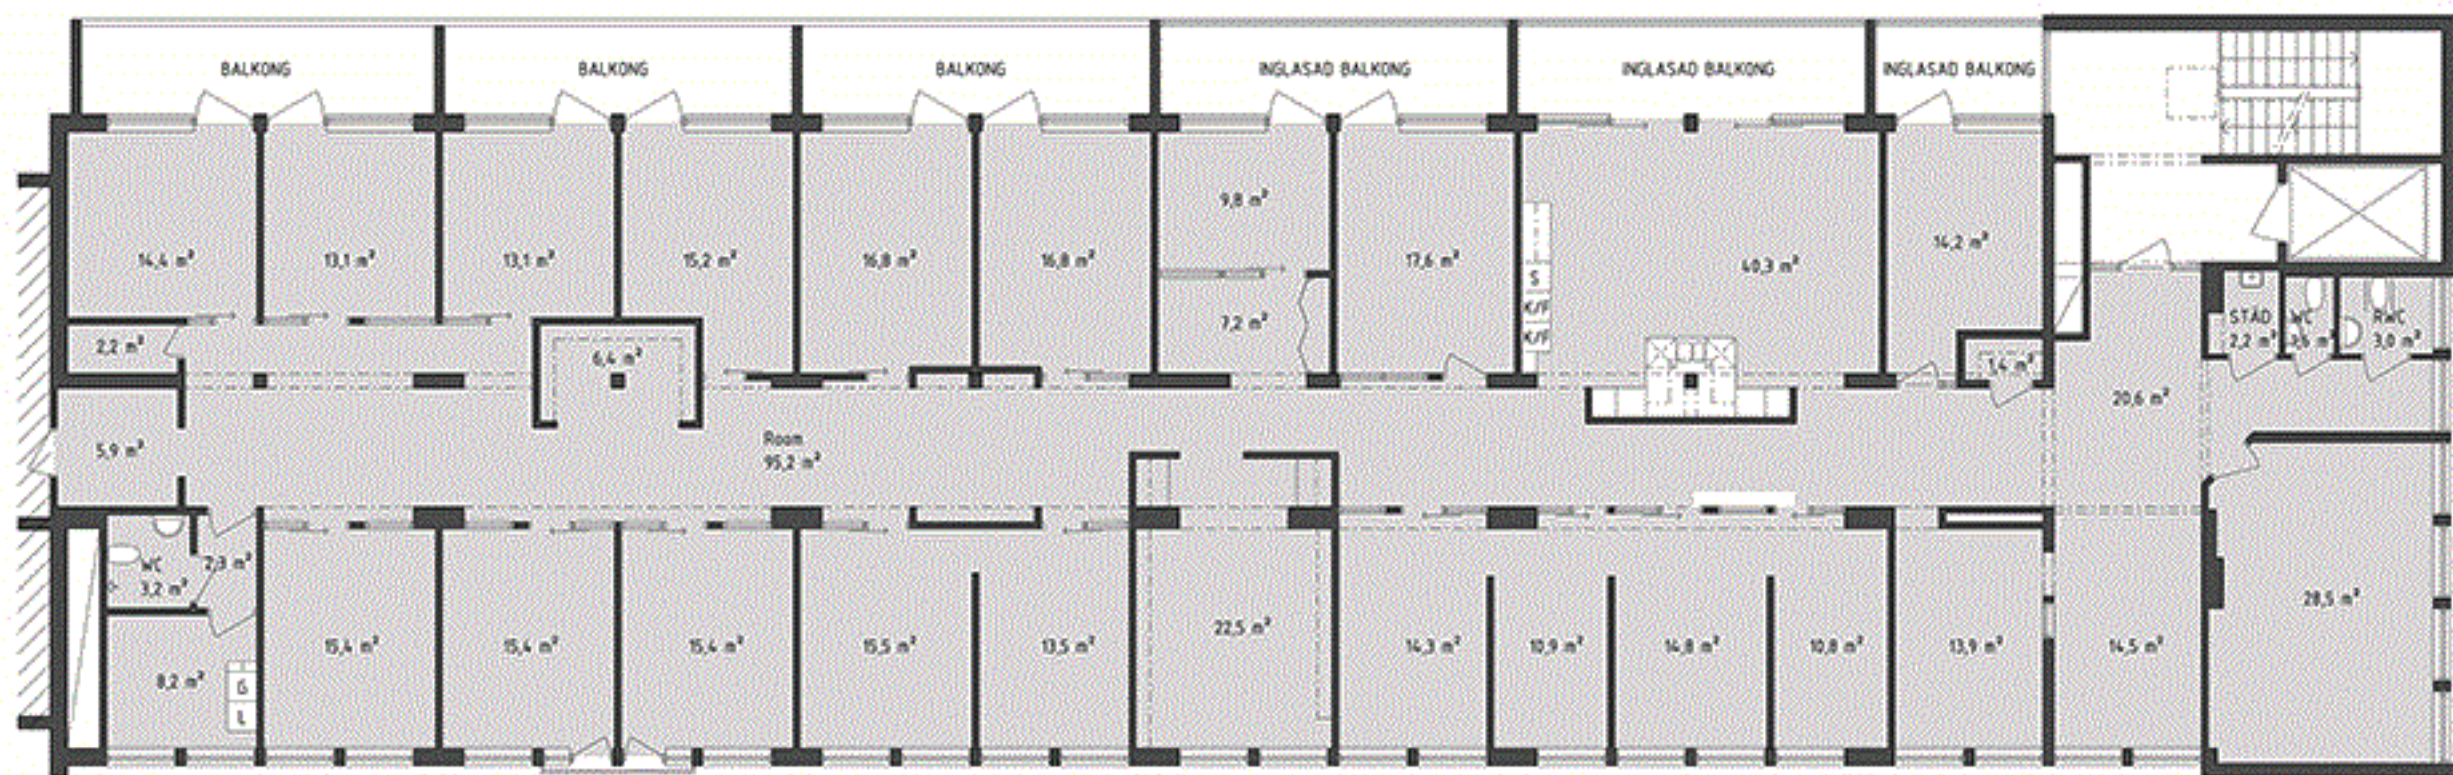 BALKONG
BALKONG
BALKONG
INGLASAD BALKONG
INGLASAD BALKONG
INGLASAD BALKONG
14,4 m²
13,1 m²
13,1 m²
15,2 m²
16,8 m²
16,8 m²
9,8 m²
17,6 m²
40,3 m²
14,2 m²
7,2 m²
S
K/F
K/F
2,2 m²
6,4 m²
1,4 m²
STÄD
2,2 m²
WC
RWC
3,0 m²
5,9 m²
Room
95,2 m²
20,6 m²
WC
3,2 m²
2,3 m²
8,2 m²
G
L
15,4 m²
15,4 m²
15,4 m²
15,5 m²
13,5 m²
22,5 m²
14,3 m²
10,9 m²
14,8 m²
10,8 m²
13,9 m²
14,5 m²
28,5 m²